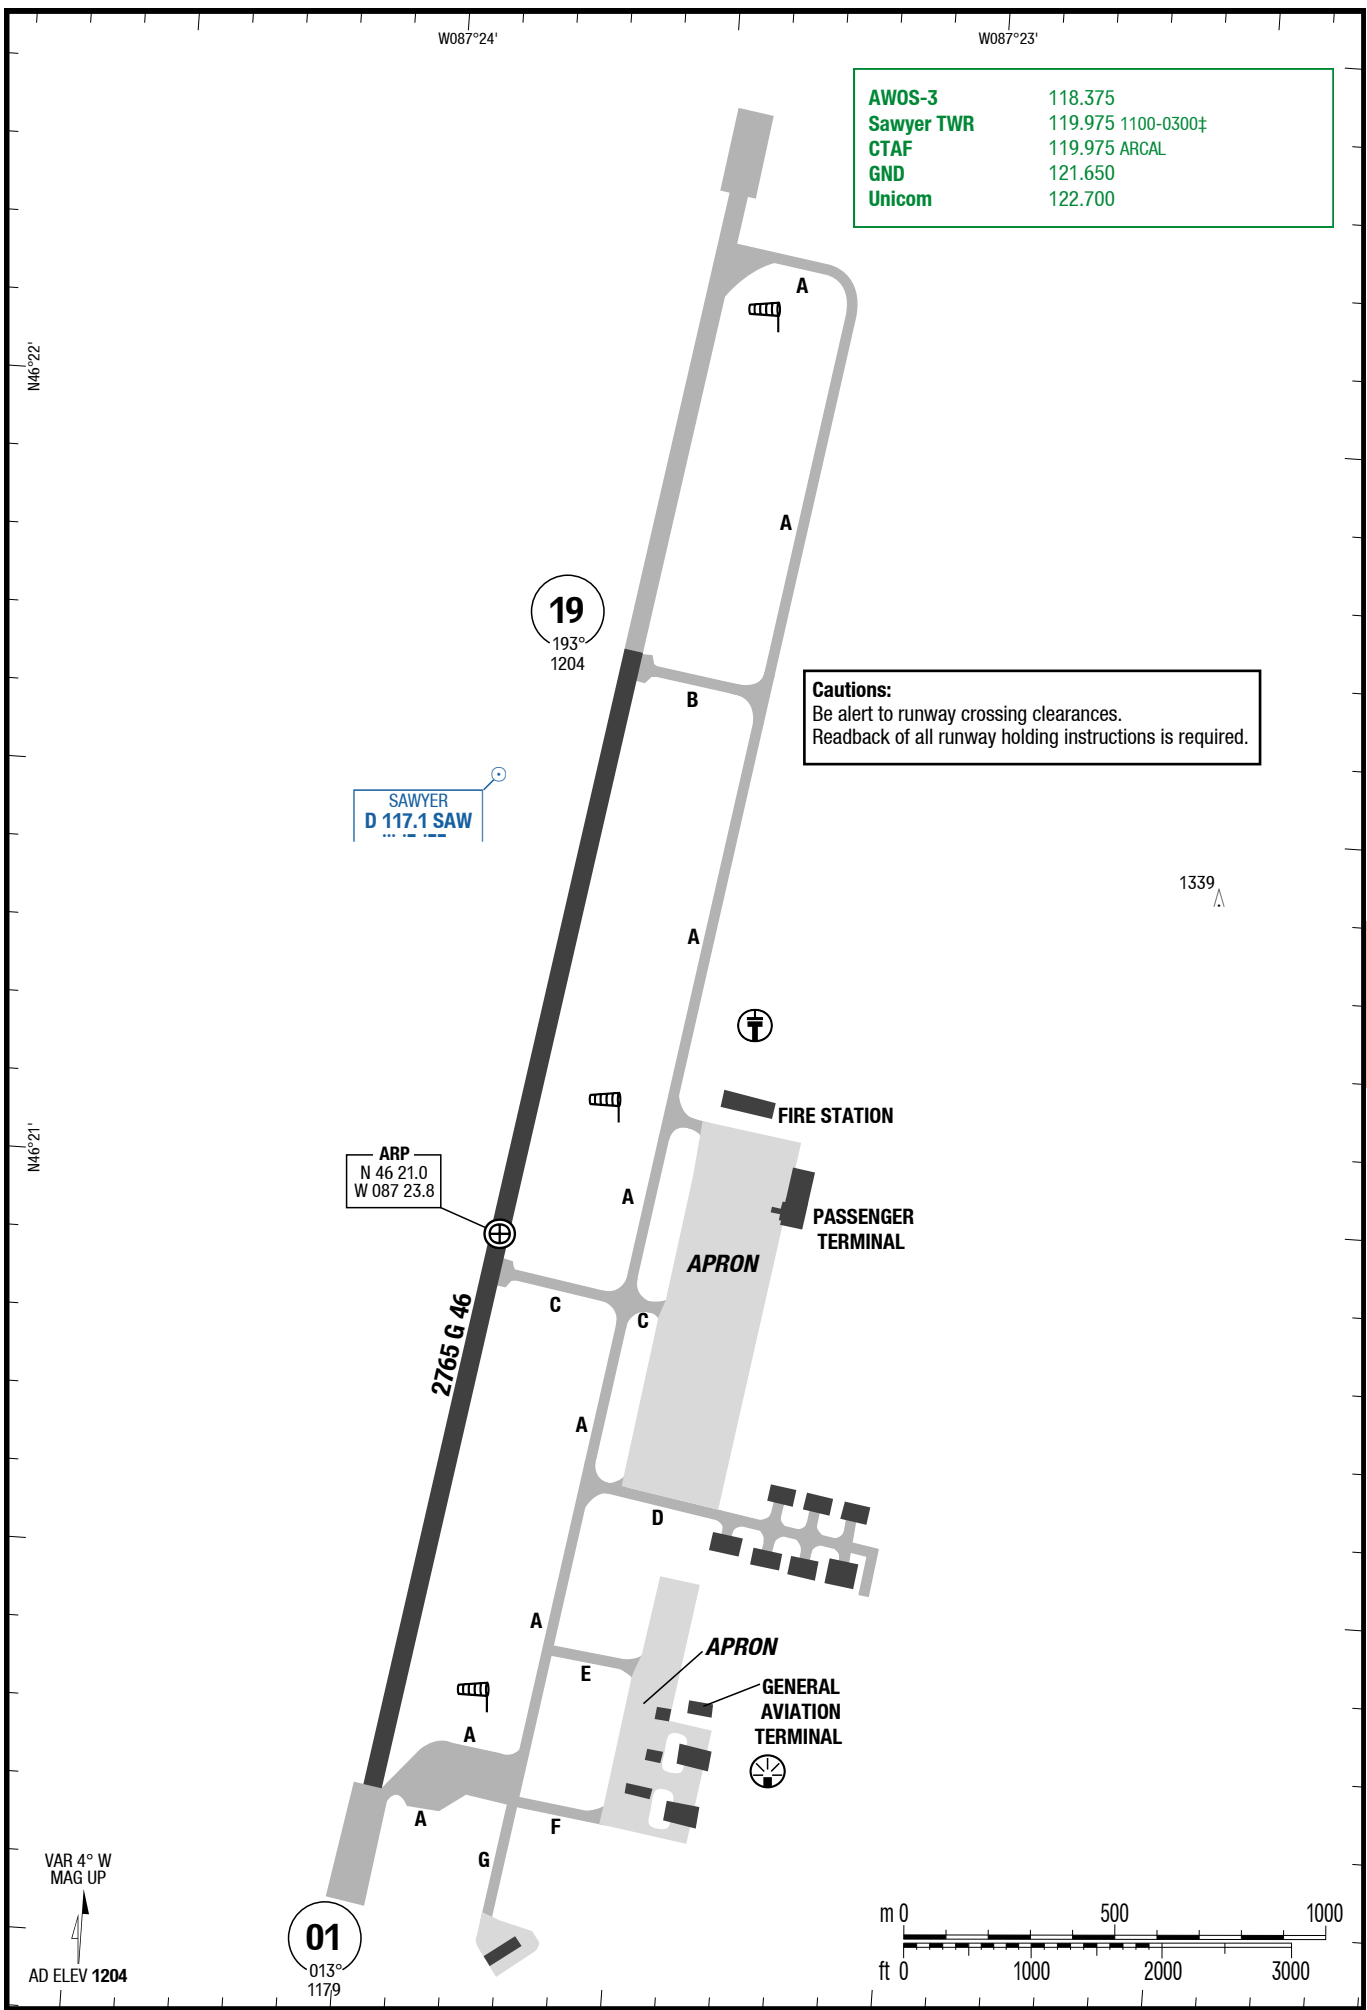 W087°24'
W087°23'
AWOS-3 118.375
Sawyer TWR 119.975 1100-0300‡
CTAF 119.975 ARCAL
GND 121.650
Unicom 122.700
A
N46°22'
A
19
193°
1204
B
Cautions:
Be alert to runway crossing clearances.
Readback of all runway holding instructions is required.
SAWYER
D 117.1 SAW
1339
A
FIRE STATION
N46°21'
ARP
N 46 21.0
W 087 23.8
A
PASSENGER
TERMINAL
APRON
C
C
2765 G 46
A
D
A
APRON
E
GENERAL
AVIATION
TERMINAL
A
A
F
G
VAR 4° W
MAG UP
AD ELEV 1204
01
013°
1179
m 0 500 1000
ft 0 1000 2000 3000